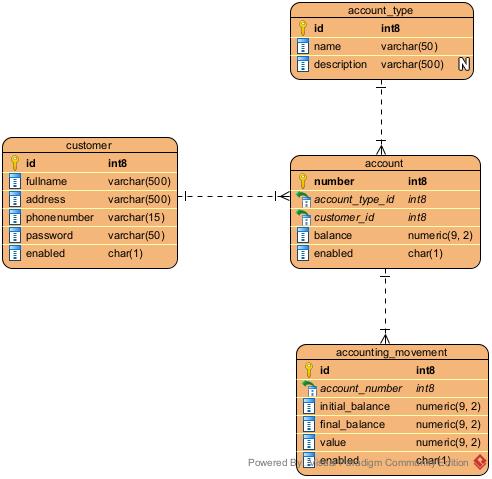 account_type
id int8
name varchar(50)
description varchar(500) N
customer
id int8
fullname varchar(500)
address varchar(500)
phonenumber varchar(15)
password varchar(50)
enabled char(1)
account
number int8
account_type_id int8
customer_id int8
balance numeric(9, 2)
enabled char(1)
accounting_movement
id int8
account_number int8
initial_balance numeric(9, 2)
final_balance numeric(9, 2)
value numeric(9, 2)
enabled char(1)
Powered By Visual Paradigm Community Edition